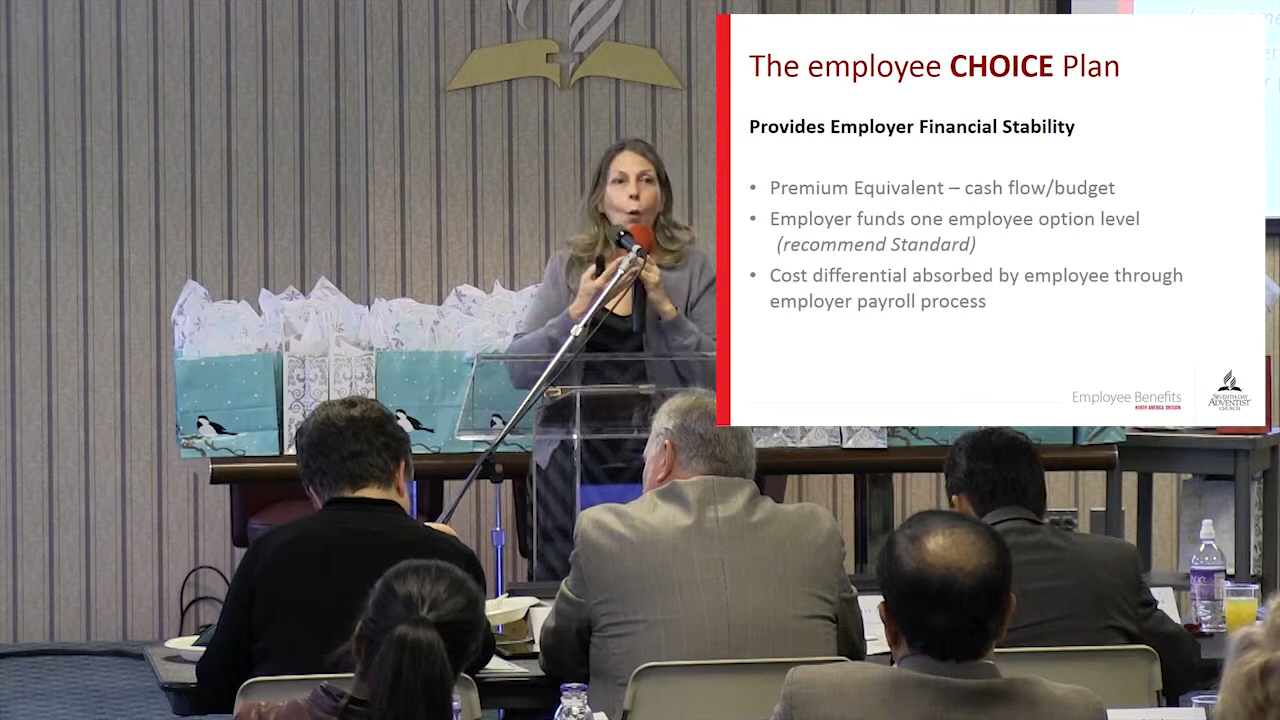 The employee CHOICE Plan
Provides Employer Financial Stability
• Premium Equivalent – cash flow/budget
• Employer funds one employee option level
(recommend Standard)
• Cost differential absorbed by employee through
employer payroll process
Employee Benefits
NORTH AMERICA DIVISION
SEVENTH-DAY
ADVENTIST
CHURCH